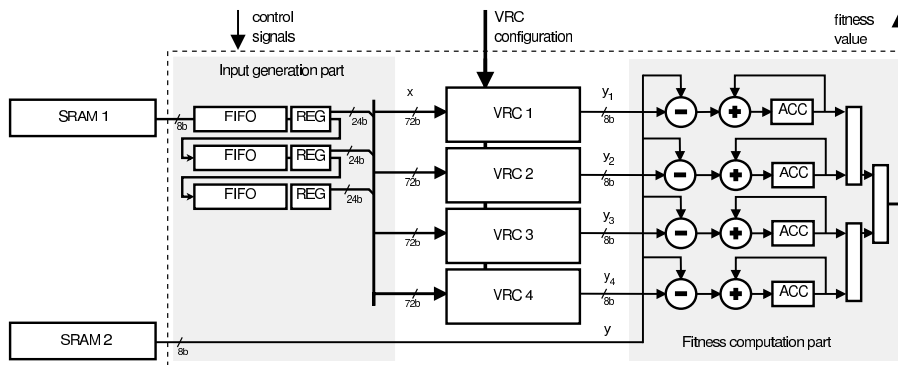 control
signals
VRC
configuration
fitness
value
Input generation part
SRAM 1
8b
FIFO
REG
24b
FIFO
REG
24b
FIFO
REG
24b
x
72b
VRC 1
y1
8b
72b
VRC 2
y2
8b
72b
VRC 3
y3
8b
72b
VRC 4
y4
8b
-
+
ACC
-
+
ACC
-
+
ACC
-
+
ACC
SRAM 2
8b
y
Fitness computation part